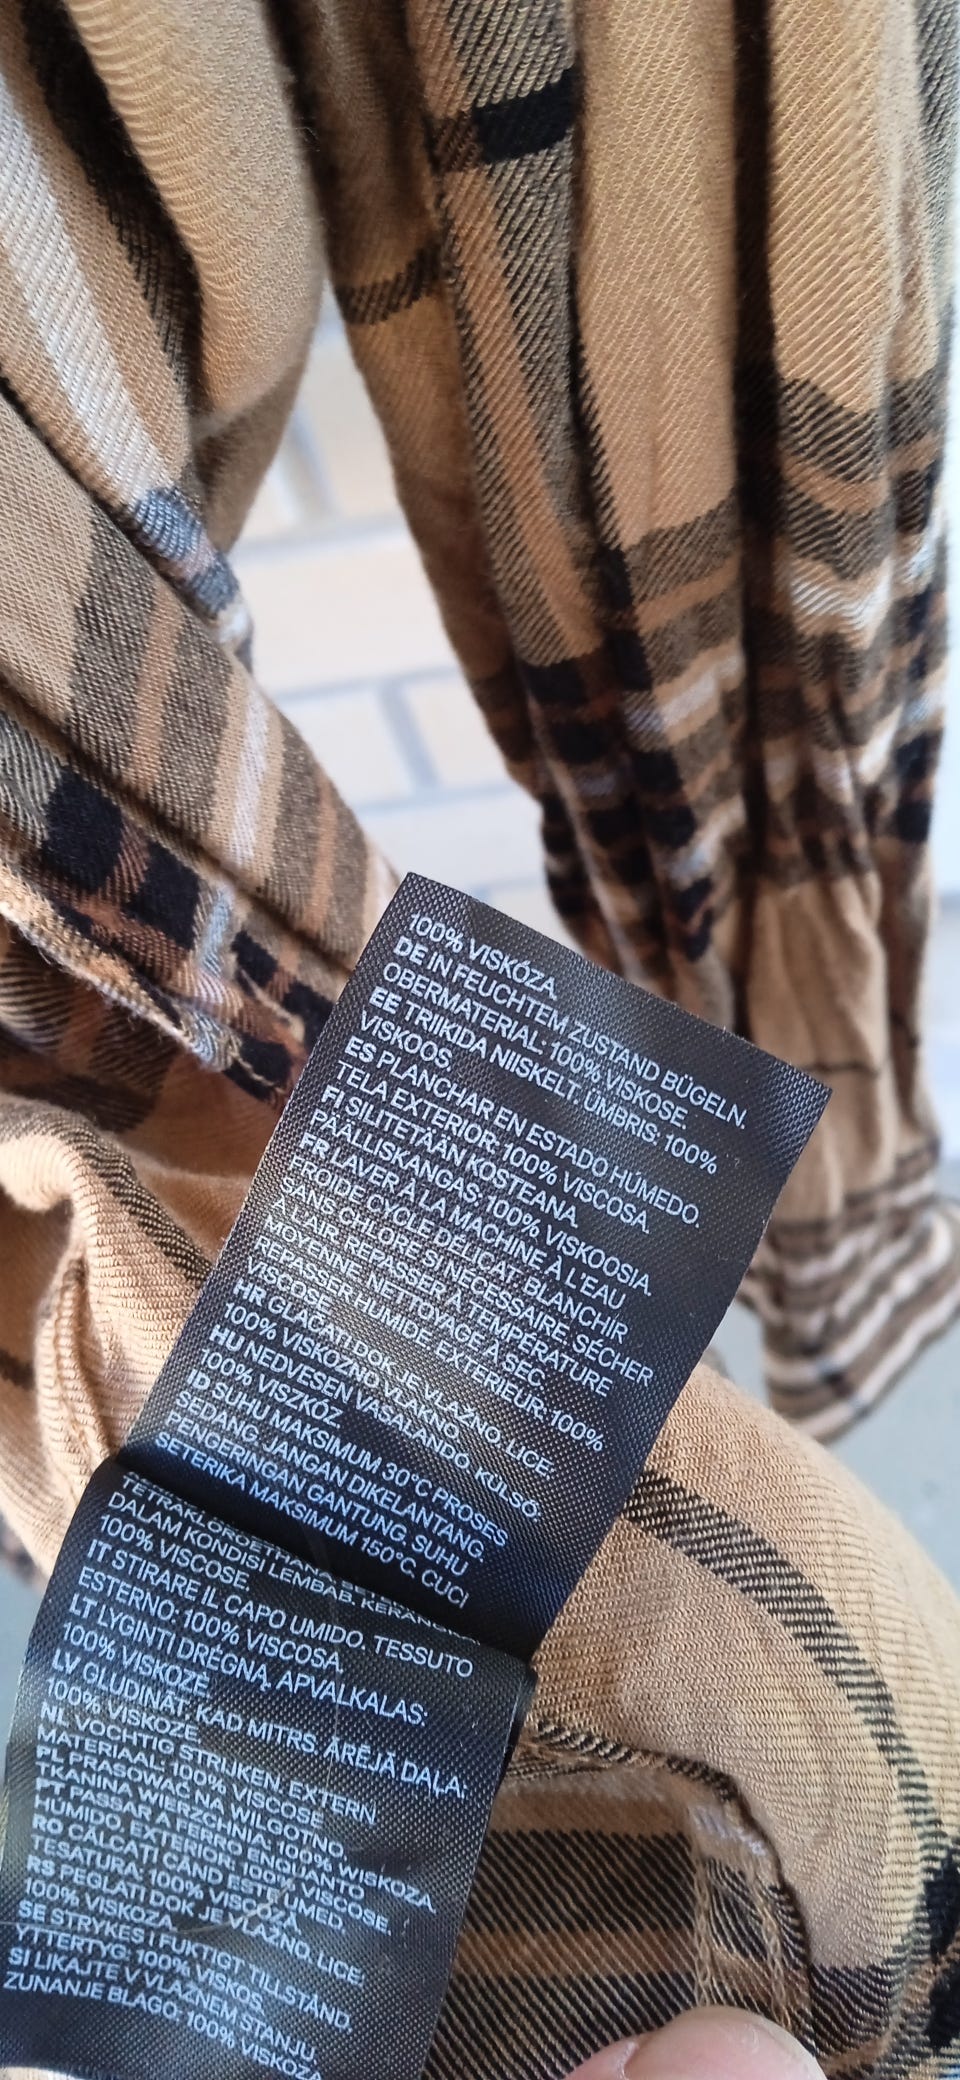 100% VISKÓZA
DE IN FEUCHTEM ZUSTAND BÜGELN.
OBERMATERIAL: 100% VISKOSE.
EE TRIIKIDA NIISKELT. ÜMBRIS: 100%
VISKOOS.
ES PLANCHAR EN ESTADO HÚMEDO.
TELA EXTERIOR: 100% VISCOSA.
FI SILITETÄÄN KOSTEANA.
PÄÄLLISKANGAS: 100% VISKOOSIA.
FR LAVER À LA MACHINE À L'EAU
FROIDE CYCLE DÉLICAT, BLANCHIR
SANS CHLORE SI NÉCESSAIRE, SÉCHER
À L'AIR, REPASSER À TEMPÉRATURE
MOYENNE, NETTOYAGE À SEC.
REPASSER HUMIDE. EXTÉRIEUR: 100%
VISCOSE
HR GLAČATI DOK JE VLAŽNO. LICE:
100% VISKOZNO VLAKNO.
HU NEDVESEN VASALANDÓ. KÜLSŐ:
100% VISZKÓZ
ID SUHU MAKSIMUM 30°C PROSES
SEDANG. JANGAN DIKELANTANG.
PENGERINGAN GANTUNG. SUHU
SETERIKA MAKSIMUM 150°C. CUCI
DALAM KONDISI LEMBAB. KERANGKA:
100% VISCOSE.
IT STIRARE IL CAPO UMIDO. TESSUTO
ESTERNO: 100% VISCOSA
LT LYGINTI DRĖGNĄ. APVALKALAS:
100% VISKOZĖ
LV GLUDINĀT, KAD MITRS. ĀRĒJĀ DAĻA:
100% VISKOZE
NL VOCHTIG STRIJKEN. EXTERN
MATERIAAL: 100% VISCOSE
PL PRASOWAĆ NA WILGOTNO.
TKANINA WIERZCHNIA: 100% WISKOZA
PT PASSAR A FERRO ENQUANTO
HÚMIDO. EXTERIOR: 100% VISCOSE.
RO CĂLCAȚI CÂND ESTE UMED.
ȚESĂTURA: 100% VISCOZĂ
RS PEGLATI DOK JE VLAŽNO. LICE:
100% VISKOZA
SE STRYKES I FUKTIGT TILLSTÅND.
YTTERTYG: 100% VISKOS.
SI LIKAJTE V VLAŽNEM STANJU.
ZUNANJE BLAGO: 100% VISKOZA